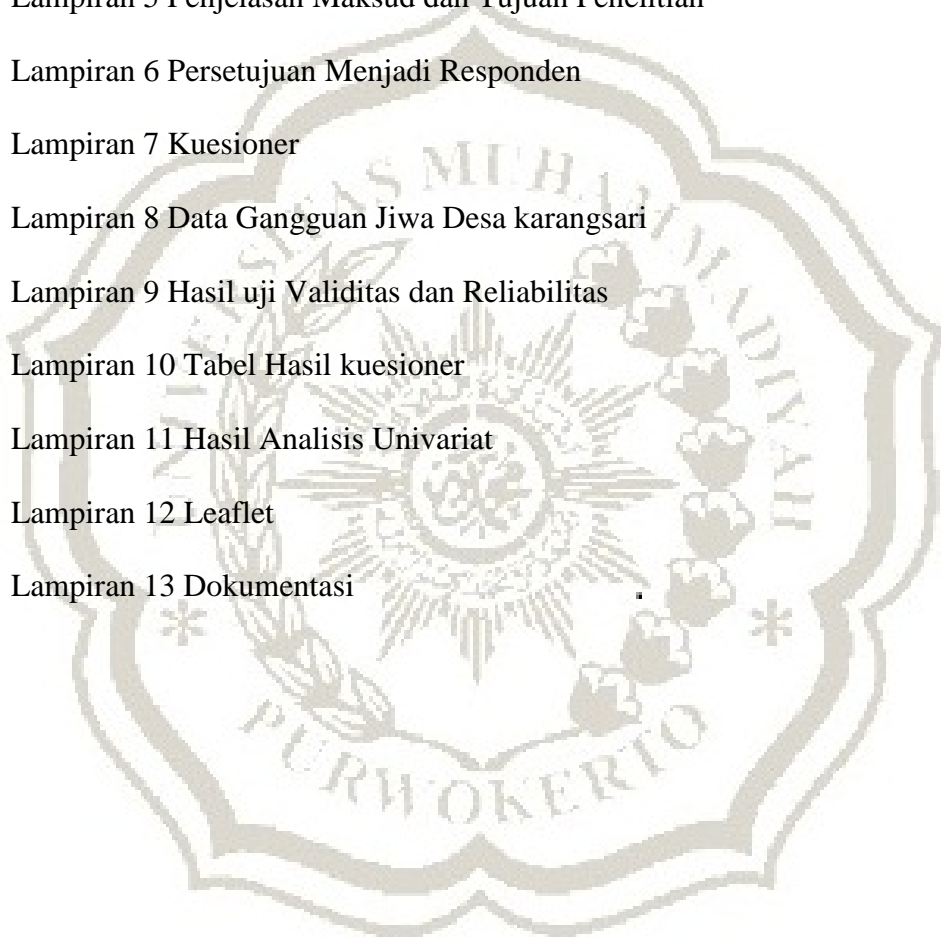 Lampiran 5 Penjelasan Maksud dan Tujuan Penelitian
Lampiran 6 Persetujuan Menjadi Responden
Lampiran 7 Kuesioner
Lampiran 8 Data Gangguan Jiwa Desa karangsari
Lampiran 9 Hasil uji Validitas dan Reliabilitas
Lampiran 10 Tabel Hasil kuesioner
Lampiran 11 Hasil Analisis Univariat
Lampiran 12 Leaflet
Lampiran 13 Dokumentasi
UNIVERSITAS MUHAMMADIYAH
PURWOKERTO